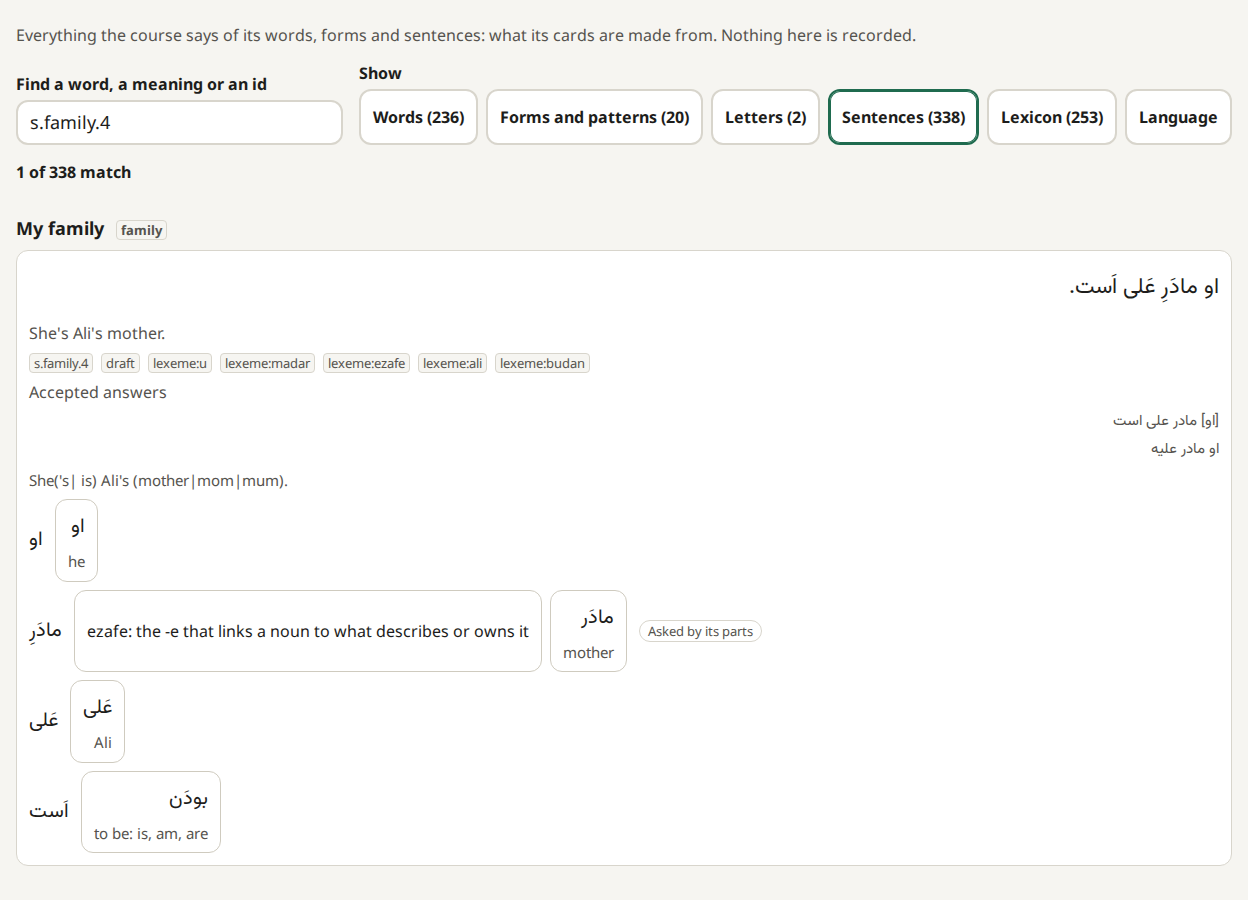 Everything the course says of its words, forms and sentences: what its cards are made from. Nothing here is recorded.
Find a word, a meaning or an id
s.family.4
Show
Words (236)
Forms and patterns (20)
Letters (2)
Sentences (338)
Lexicon (253)
Language
1 of 338 match
My family family
او مادَرِ عَلی اَست.
She's Ali's mother.
s.family.4 draft lexeme:u lexeme:madar lexeme:ezafe lexeme:ali lexeme:budan
Accepted answers
[او] مادر علی است
او مادر علیه
She('s| is) Ali's (mother|mom|mum).
او
او
he
مادَرِ
ezafe: the -e that links a noun to what describes or owns it
مادَر
mother
Asked by its parts
عَلی
عَلی
Ali
اَست
بودَن
to be: is, am, are